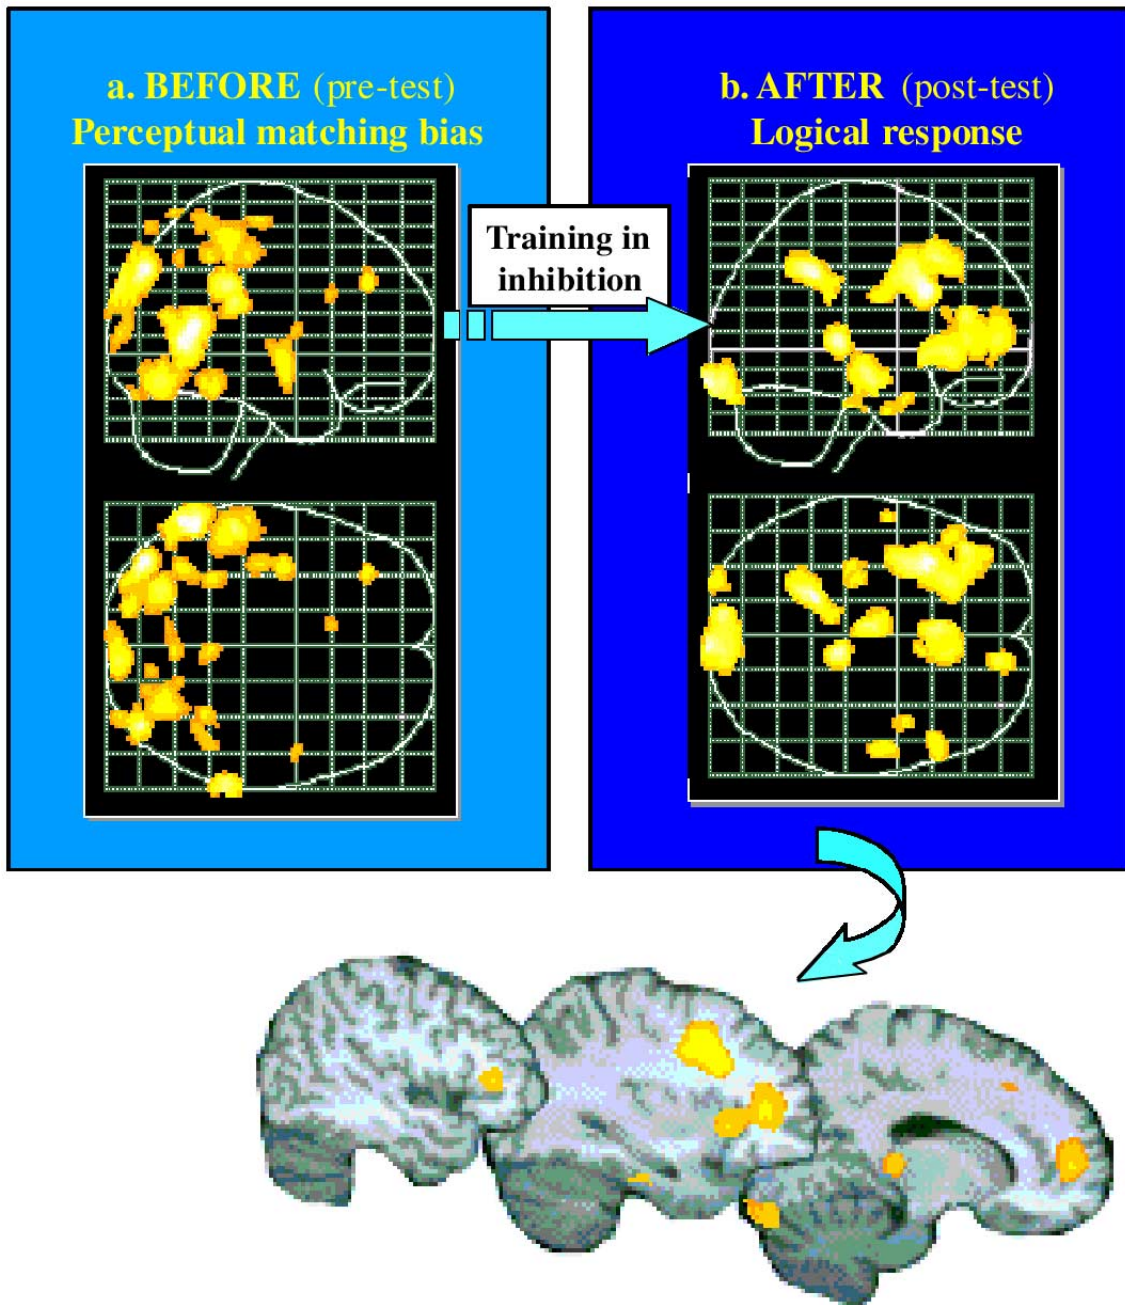 a. BEFORE (pre-test)
Perceptual matching bias
Training in
inhibition
b. AFTER (post-test)
Logical response